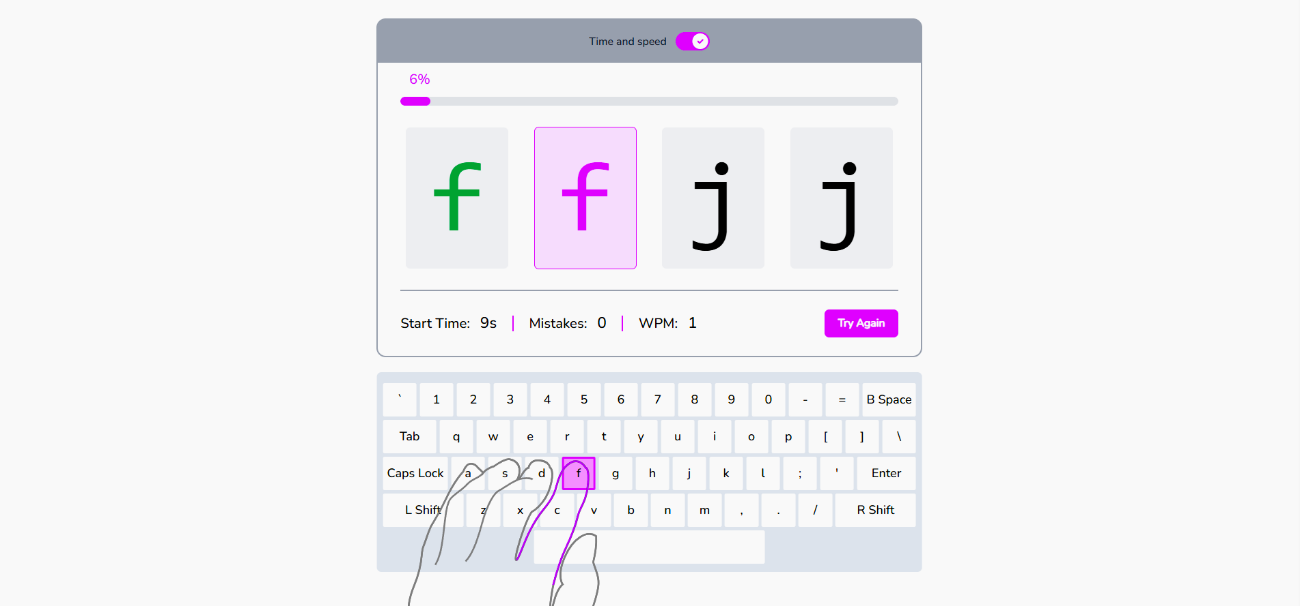 Time and speed
6%
f f j j
Start Time: 9s | Mistakes: 0 | WPM: 1 Try Again
` 1 2 3 4 5 6 7 8 9 0 - = B Space
Tab q w e r t y u i o p [ ] \
Caps Lock a s d f g h j k l ; ' Enter
L Shift z x c v b n m , . / R Shift